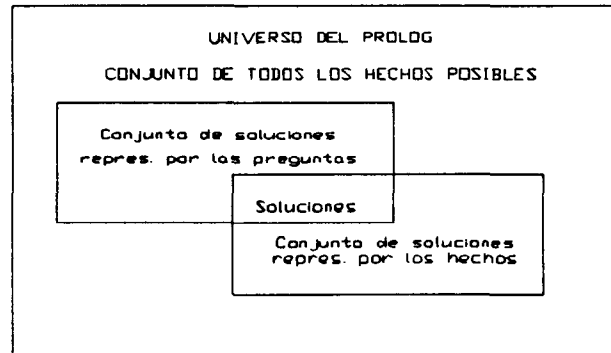 UNIVERSO DEL PROLOG
CONJUNTO DE TODOS LOS HECHOS POSIBLES
Conjunto de soluciones
repres. por las preguntas
Soluciones
Conjunto de soluciones
repres. por los hechos